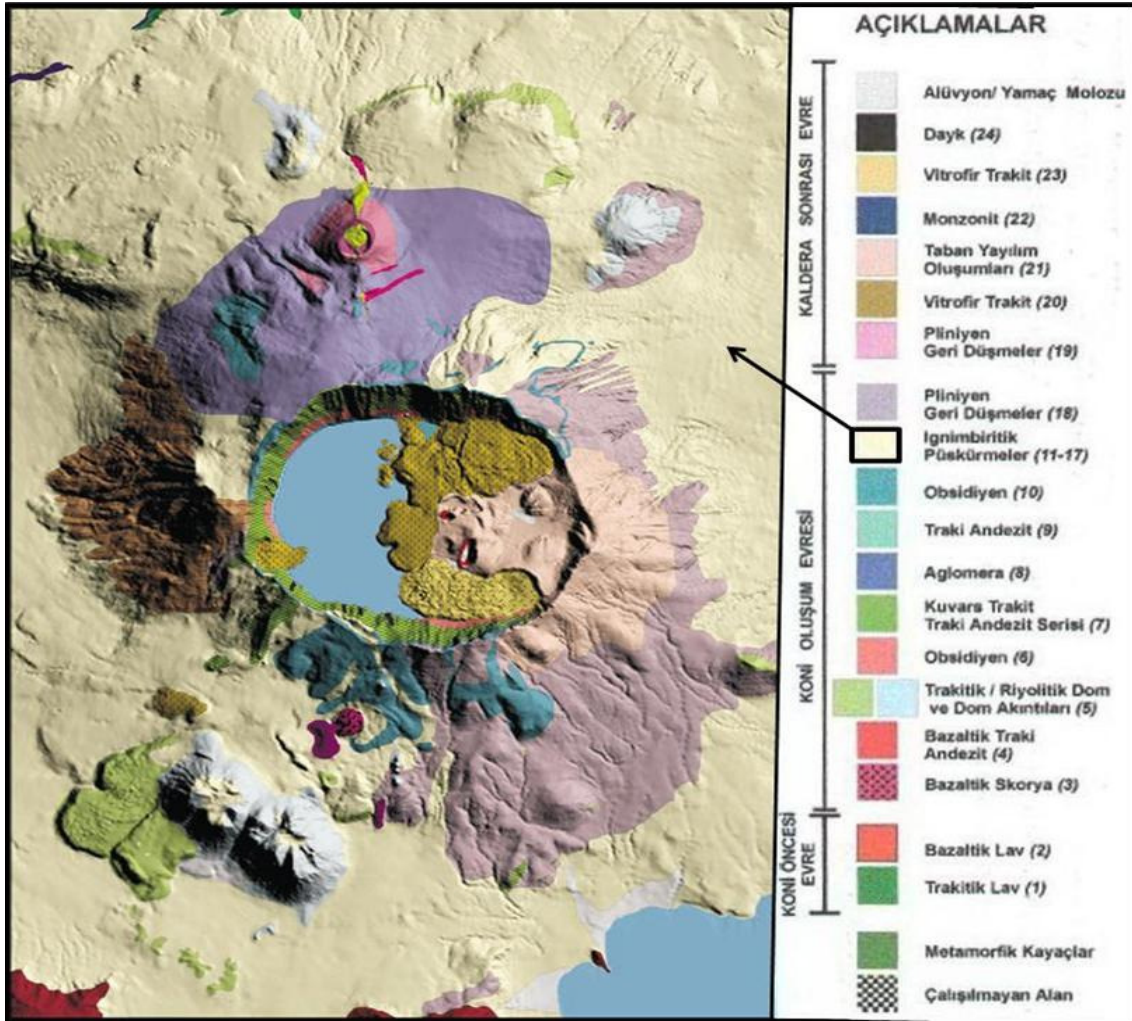 AÇIKLAMALAR
KALDERA SONRASI EVRE
Alüvyon/ Yamaç Molozu
Dayk (24)
Vitrofir Trakit (23)
Monzonit (22)
Taban Yayılım
Oluşumları (21)
Vitrofir Trakit (20)
Pliniyen
Geri Düşmeler (19)
KONİ OLUŞUM EVRESİ
Pliniyen
Geri Düşmeler (18)
Ignimbiritik
Püskürmeler (11-17)
Obsidiyen (10)
Traki Andezit (9)
Aglomera (8)
Kuvars Trakit
Traki Andezit Serisi (7)
Obsidiyen (6)
Trakitik / Riyolitik Dom
ve Dom Akıntıları (5)
Bazaltik Traki
Andezit (4)
Bazaltik Skorya (3)
KONİ ÖNCESİ
EVRE
Bazaltik Lav (2)
Trakitik Lav (1)
Metamorfik Kayaçlar
Çalışılmayan Alan